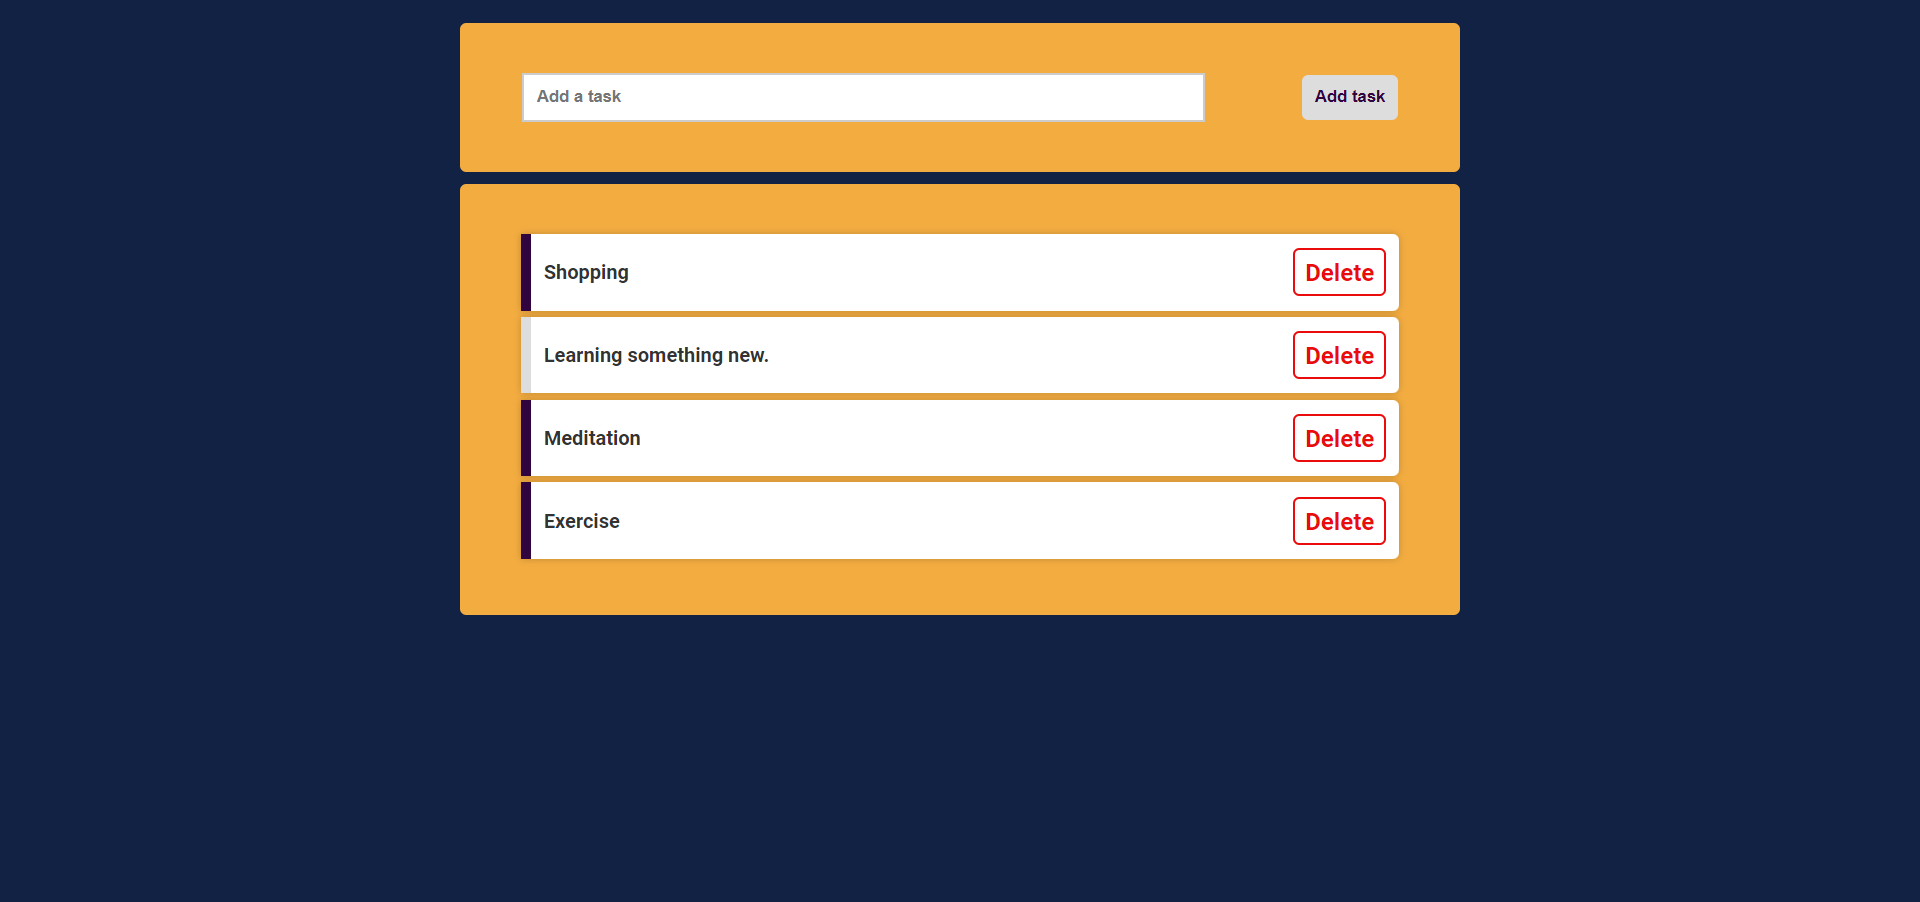 Add a task
Add task
Shopping
Delete
Learning something new.
Delete
Meditation
Delete
Exercise
Delete